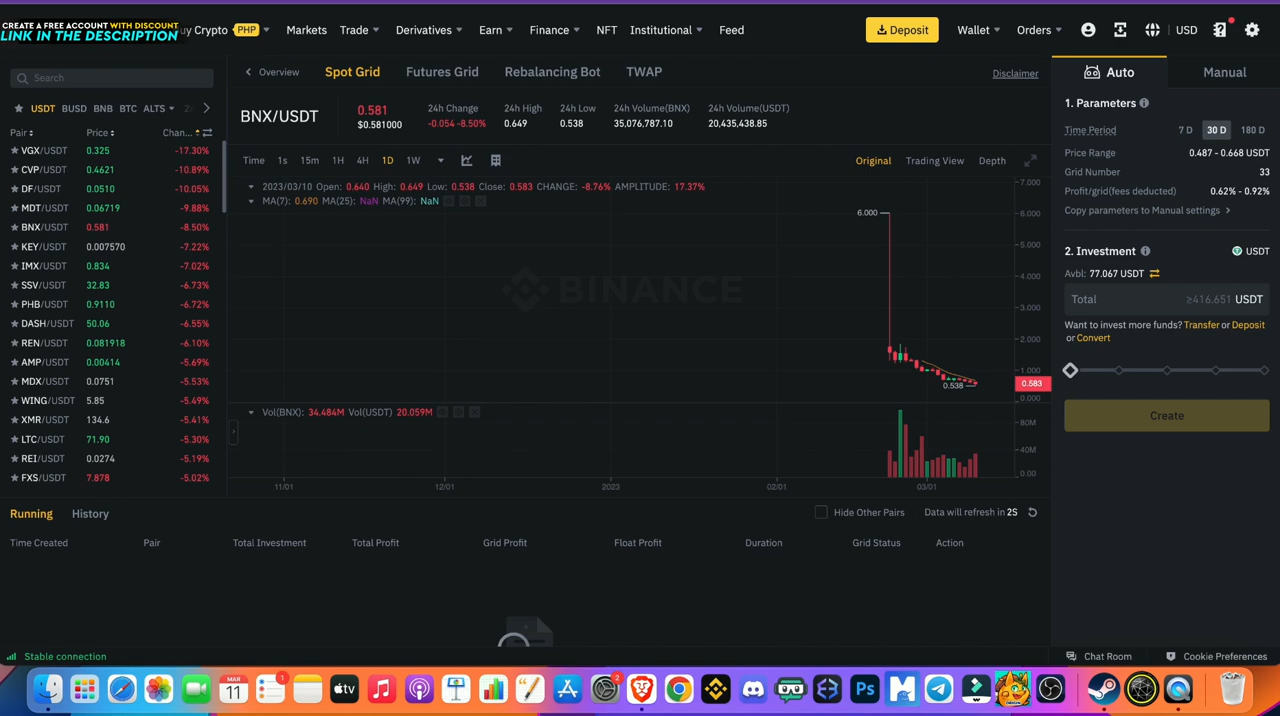 CREATE A FREE ACCOUNT WITH DISCOUNT
LINK IN THE DESCRIPTION
uy Crypto PHP Markets Trade Derivatives Earn Finance NFT Institutional Feed Deposit Wallet Orders USD
Search
USDT BUSD BNB BTC ALTS
Pair Price Chan...
VGX/USDT 0.325 -17.30%
CVP/USDT 0.4621 -10.89%
DF/USDT 0.0510 -10.05%
MDT/USDT 0.06719 -9.88%
BNX/USDT 0.581 -8.50%
KEY/USDT 0.007570 -7.22%
IMX/USDT 0.834 -7.02%
SSV/USDT 32.83 -6.73%
PHB/USDT 0.9110 -6.72%
DASH/USDT 50.06 -6.55%
REN/USDT 0.081918 -6.10%
AMP/USDT 0.00414 -5.69%
MDX/USDT 0.0751 -5.53%
WING/USDT 5.85 -5.49%
XMR/USDT 134.6 -5.41%
LTC/USDT 71.90 -5.30%
REI/USDT 0.0274 -5.19%
FXS/USDT 7.878 -5.02%
Overview Spot Grid Futures Grid Rebalancing Bot TWAP Disclaimer
BNX/USDT
0.581
$0.581000
24h Change
-0.054 -8.50%
24h High
0.649
24h Low
0.538
24h Volume(BNX)
35,076,787.10
24h Volume(USDT)
20,435,438.85
Time 1s 15m 1H 4H 1D 1W Original Trading View Depth
2023/03/10 Open: 0.640 High: 0.649 Low: 0.538 Close: 0.583 CHANGE: -8.76% AMPLITUDE: 17.37%
MA(7): 0.690 MA(25): NaN MA(99): NaN
7.000
6.000
5.000
4.000
3.000
2.000
1.000
0.000
6.000
0.538
0.583
BINANCE
Vol(BNX): 34.484M Vol(USDT) 20.059M
80M
40M
0.00
11/01 12/01 2023 02/01 03/01
Auto Manual
1. Parameters
Time Period 7 D 30 D 180 D
Price Range 0.487 - 0.668 USDT
Grid Number 33
Profit/grid(fees deducted) 0.62% - 0.92%
Copy parameters to Manual settings
2. Investment USDT
Avbl: 77.067 USDT
Total ≥416.651 USDT
Want to invest more funds? Transfer or Deposit
or Convert
Create
Running History Hide Other Pairs Data will refresh in 2S
Time Created Pair Total Investment Total Profit Grid Profit Float Profit Duration Grid Status Action
Stable connection Chat Room Cookie Preferences
MAR
11
1
tv
2
Ps